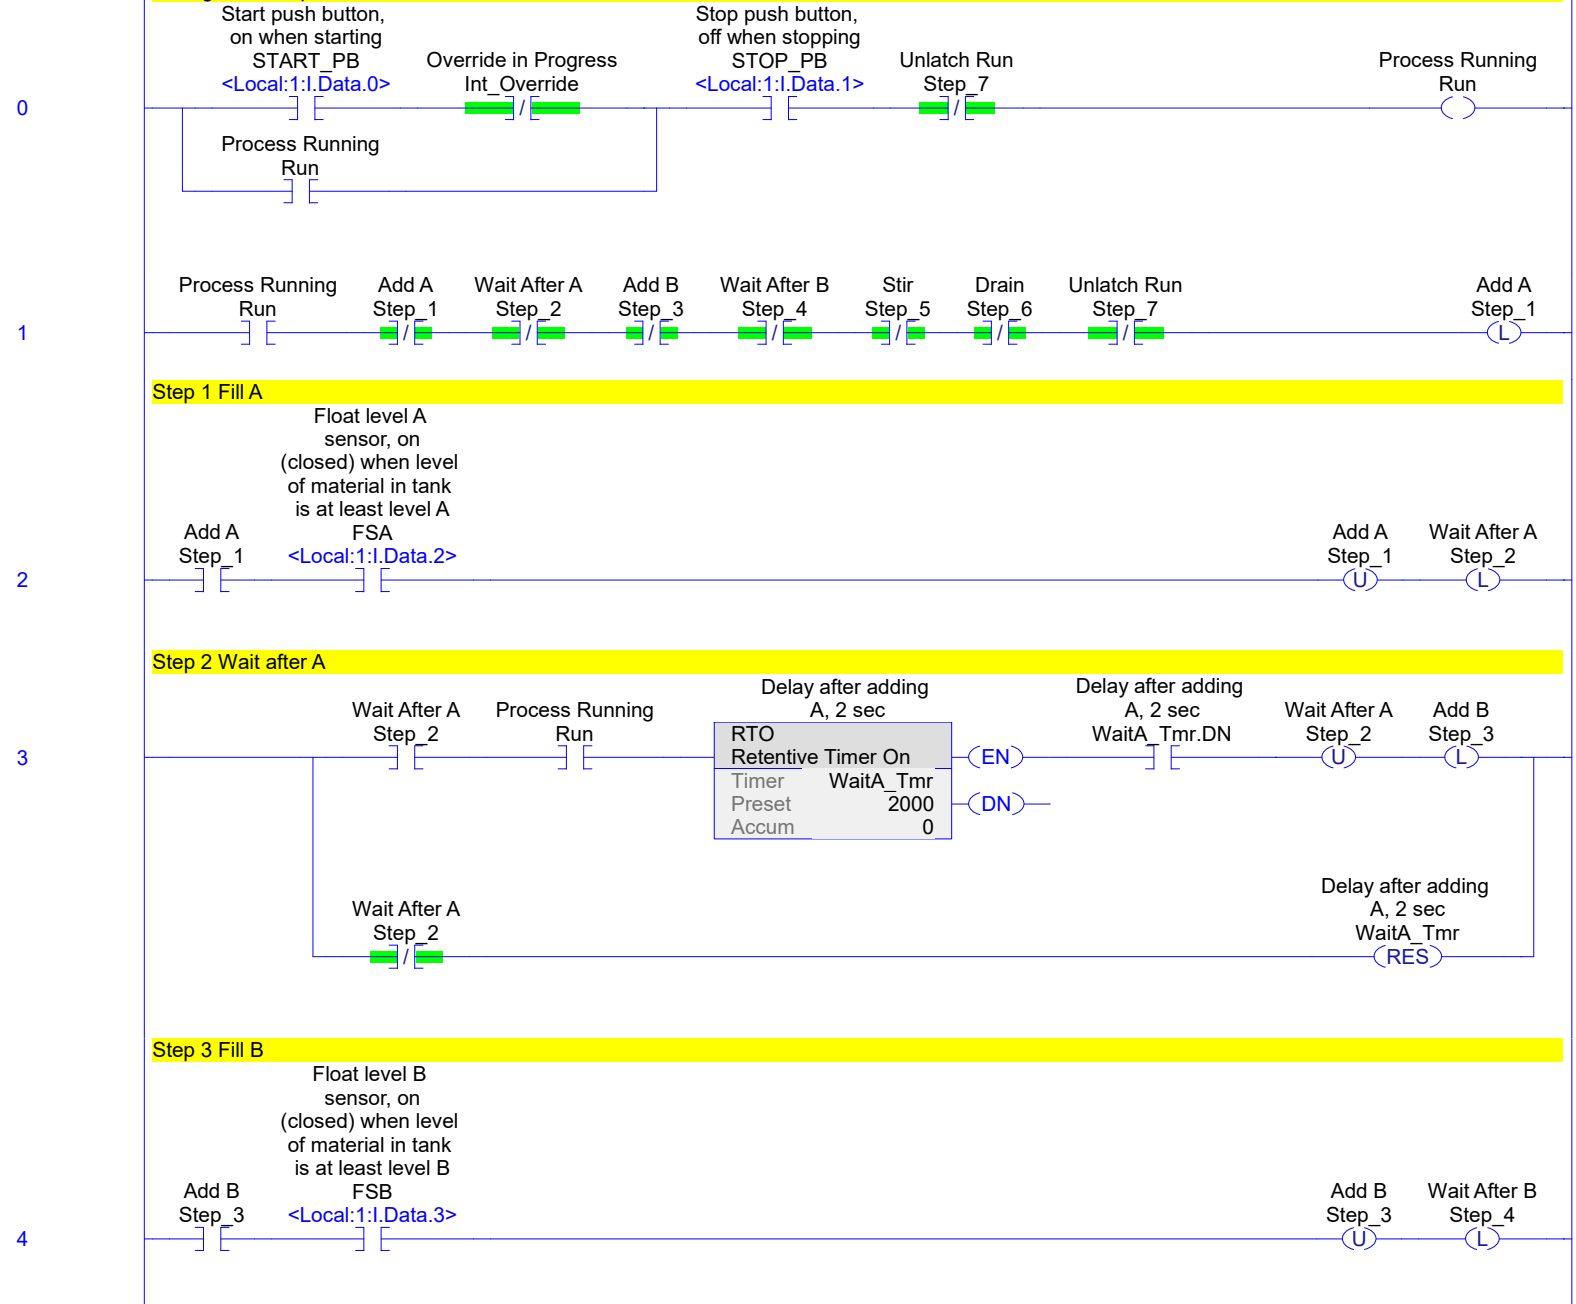 Start push button,
on when starting
START_PB
<Local:1:I.Data.0>
Override in Progress
Int_Override
Stop push button,
off when stopping
STOP_PB
<Local:1:I.Data.1>
Unlatch Run
Step_7
Process Running
Run
0
Process Running
Run
1
Process Running
Run
Add A
Step_1
Wait After A
Step_2
Add B
Step_3
Wait After B
Step_4
Stir
Step_5
Drain
Step_6
Unlatch Run
Step_7
Add A
Step_1
L
Step 1 Fill A
2
Add A
Step_1
Float level A
sensor, on
(closed) when level
of material in tank
is at least level A
FSA
<Local:1:I.Data.2>
Add A
Step_1
U
Wait After A
Step_2
L
Step 2 Wait after A
3
Wait After A
Step_2
Process Running
Run
Delay after adding
A, 2 sec
RTO
Retentive Timer On
Timer WaitA_Tmr
Preset 2000
Accum 0
EN
DN
Delay after adding
A, 2 sec
WaitA_Tmr.DN
Wait After A
Step_2
U
Add B
Step_3
L
Wait After A
Step_2
Delay after adding
A, 2 sec
WaitA_Tmr
RES
Step 3 Fill B
4
Add B
Step_3
Float level B
sensor, on
(closed) when level
of material in tank
is at least level B
FSB
<Local:1:I.Data.3>
Add B
Step_3
U
Wait After B
Step_4
L